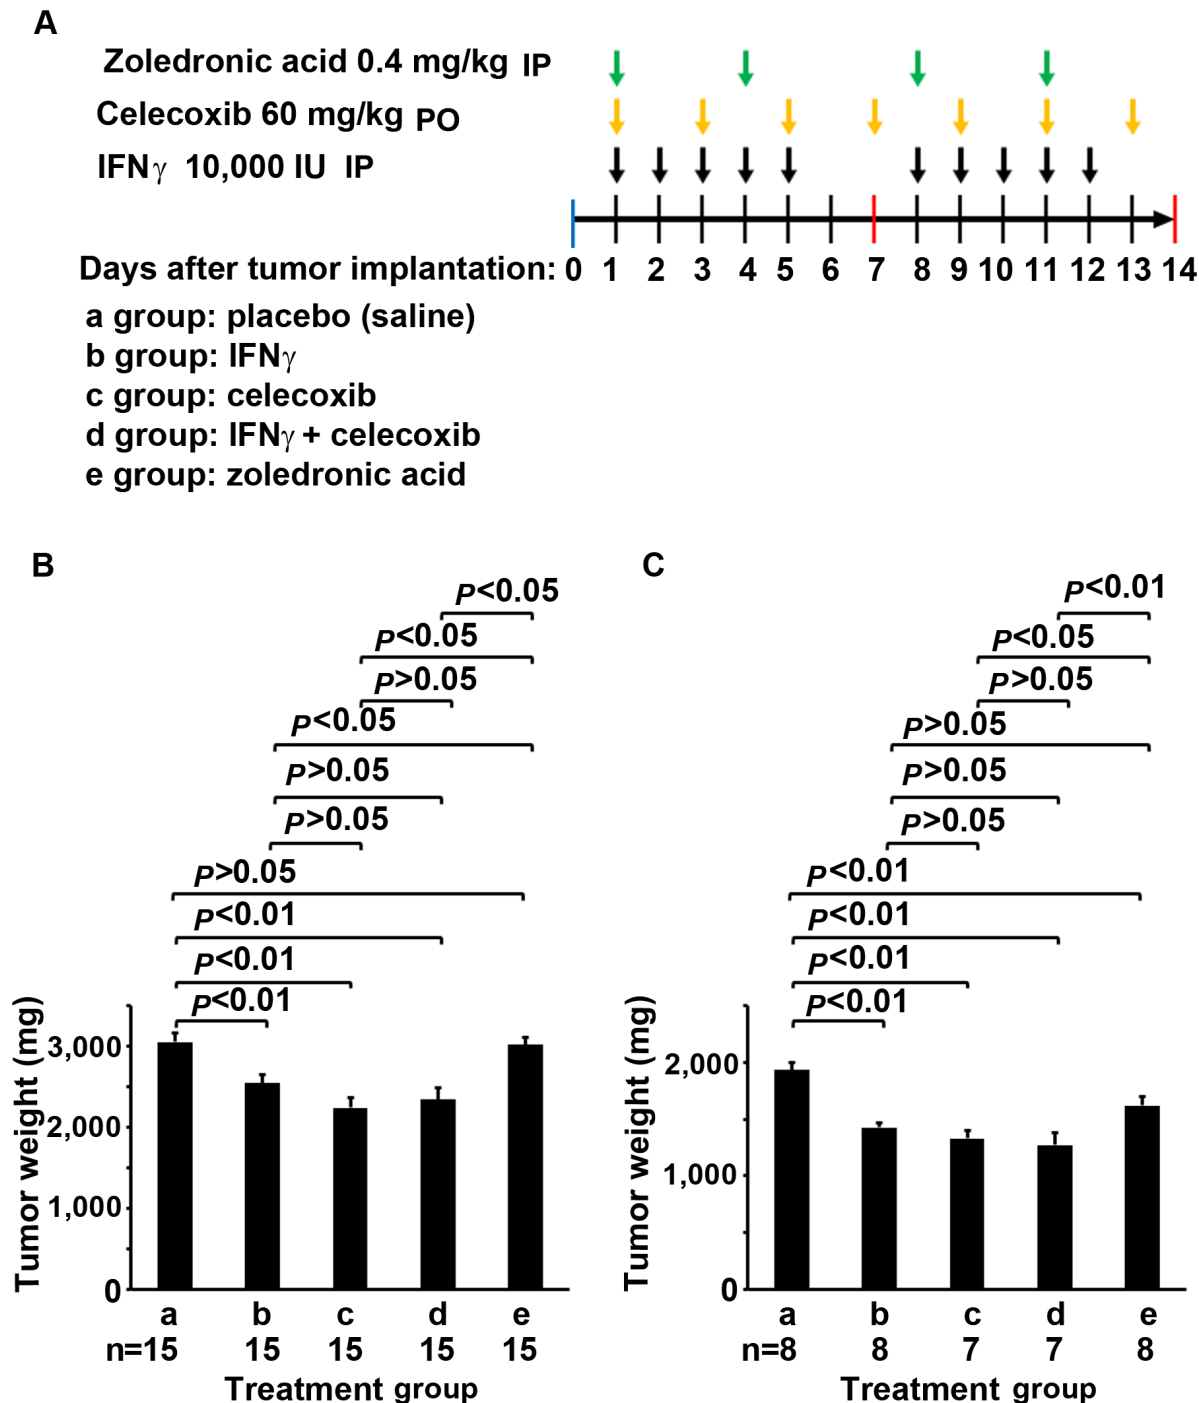 A
Zoledronic acid 0.4 mg/kg IP
Celecoxib 60 mg/kg PO
IFNγ 10,000 IU IP
Days after tumor implantation: 0 1 2 3 4 5 6 7 8 9 10 11 12 13 14
a group: placebo (saline)
b group: IFNγ
c group: celecoxib
d group: IFNγ + celecoxib
e group: zoledronic acid
B
P<0.05
P<0.05
P>0.05
P<0.05
P>0.05
P>0.05
P>0.05
P<0.01
P<0.01
P<0.01
Tumor weight (mg)
3,000
2,000
1,000
0
a b c d e
n=15 15 15 15 15
Treatment group
C
P<0.01
P<0.05
P>0.05
P>0.05
P>0.05
P>0.05
P<0.01
P<0.01
P<0.01
P<0.01
Tumor weight (mg)
2,000
1,000
0
a b c d e
n=8 8 7 7 8
Treatment group